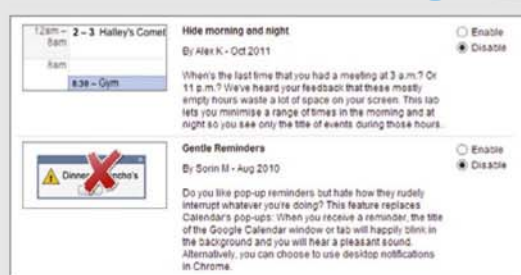 12am – 2 – 3 Halley's Comet
8am
8am
8:30 – Gym
Hide morning and night
By Alex K - Oct 2011
When's the last time that you had a meeting at 3 a.m.? Or
11 p.m.? We've heard your feedback that these mostly
empty hours waste a lot of space on your screen. This lab
lets you minimise a range of times in the morning and at
night so you see only the title of events during those hours.
Enable
Disable
Dinner ncho's
Gentle Reminders
By Sorin M - Aug 2010
Do you like pop-up reminders but hate how they rudely
interrupt whatever you're doing? This feature replaces
Calendar's pop-ups: When you receive a reminder, the title
of the Google Calendar window or tab will happily blink in
the background and you will hear a pleasant sound.
Alternatively, you can choose to use desktop notifications
in Chrome.
Enable
Disable